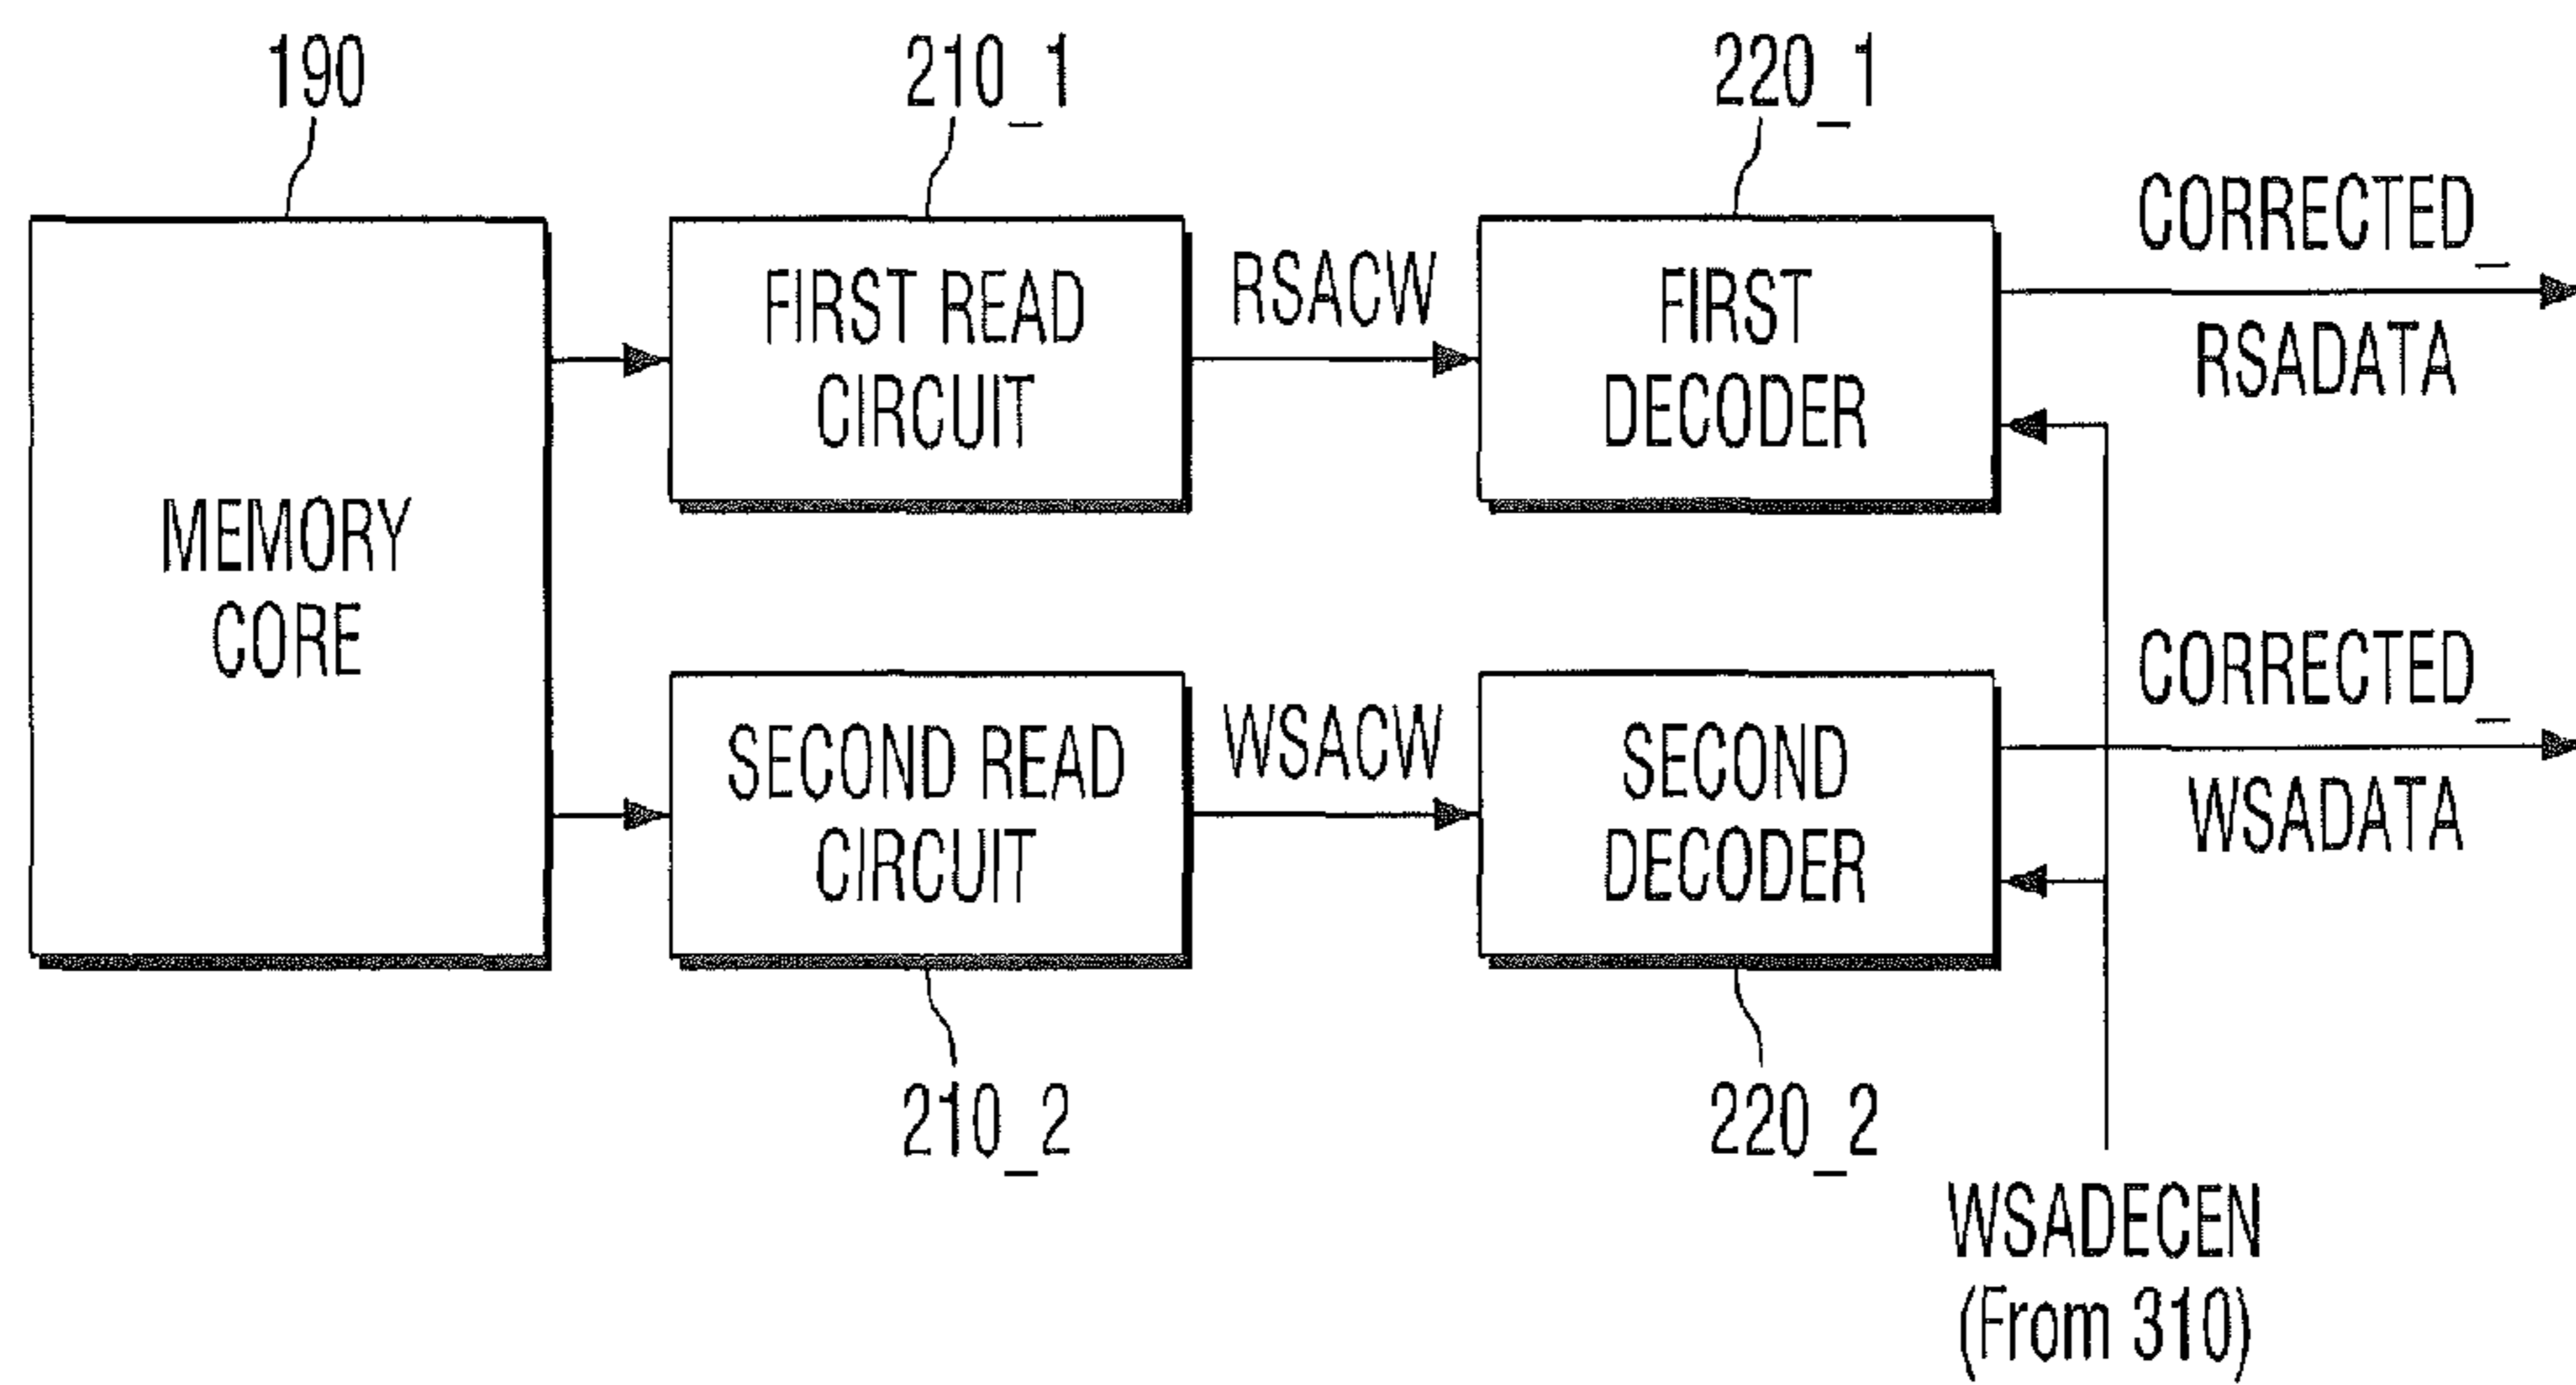 190
210_1
220_1
MEMORY
CORE
FIRST READ
CIRCUIT
RSACW
FIRST
DECODER
CORRECTED_
RSADATA
SECOND READ
CIRCUIT
WSACW
SECOND
DECODER
CORRECTED_
WSADATA
210_2
220_2
WSADECEN
(From 310)